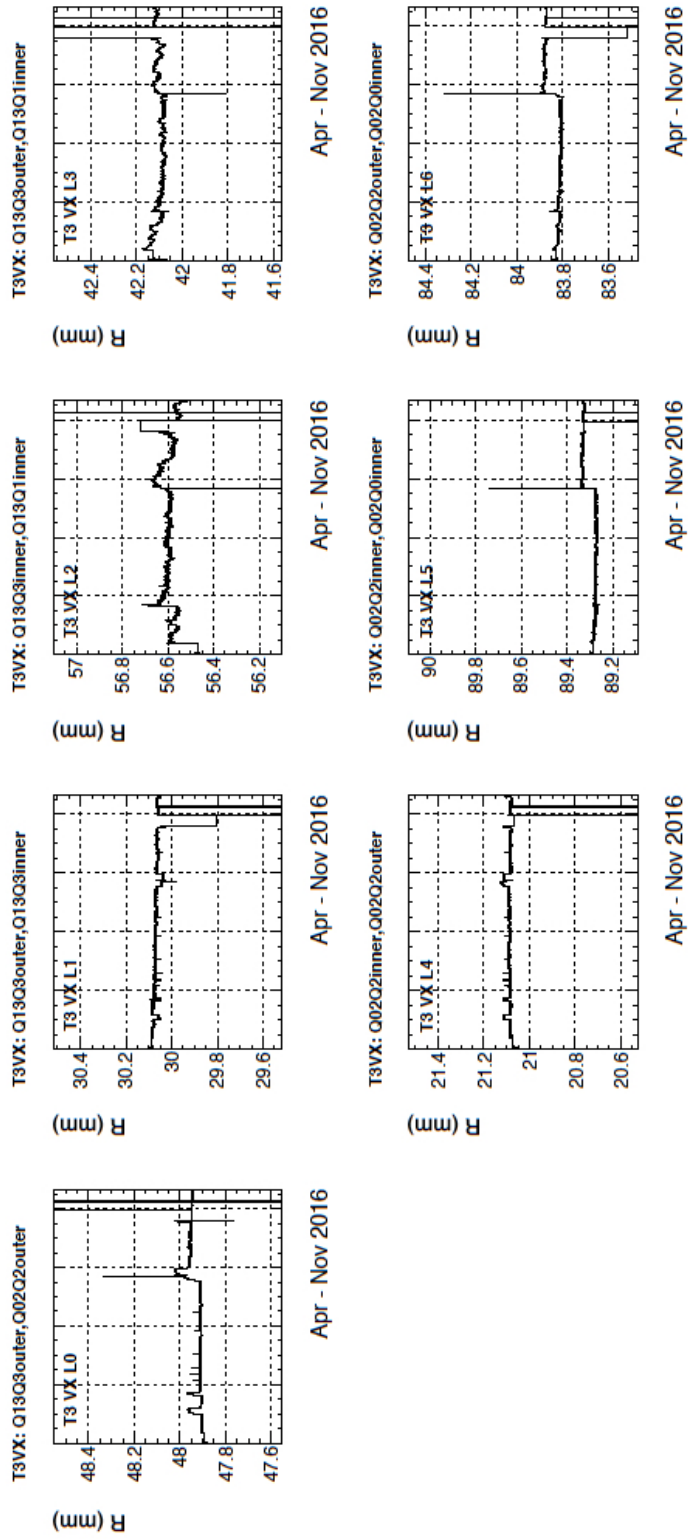 T3VX: Q13Q3outer,Q02Q2outer
R (mm)
T3 VX L0
48.4
48.2
48
47.8
47.6
Apr - Nov 2016
T3VX: Q13Q3outer,Q13Q3inner
R (mm)
T3 VX L1
30.4
30.2
30
29.8
29.6
Apr - Nov 2016
T3VX: Q13Q3inner,Q13Q1inner
R (mm)
T3 VX L2
57
56.8
56.6
56.4
56.2
Apr - Nov 2016
T3VX: Q13Q3outer,Q13Q1inner
R (mm)
T3 VX L3
42.4
42.2
42
41.8
41.6
Apr - Nov 2016
T3VX: Q02Q2inner,Q02Q2outer
R (mm)
T3 VX L4
21.4
21.2
21
20.8
20.6
Apr - Nov 2016
T3VX: Q02Q2inner,Q02Q0inner
R (mm)
T3 VX L5
90
89.8
89.6
89.4
89.2
Apr - Nov 2016
T3VX: Q02Q2outer,Q02Q0inner
R (mm)
T3 VX L6
84.4
84.2
84
83.8
83.6
Apr - Nov 2016